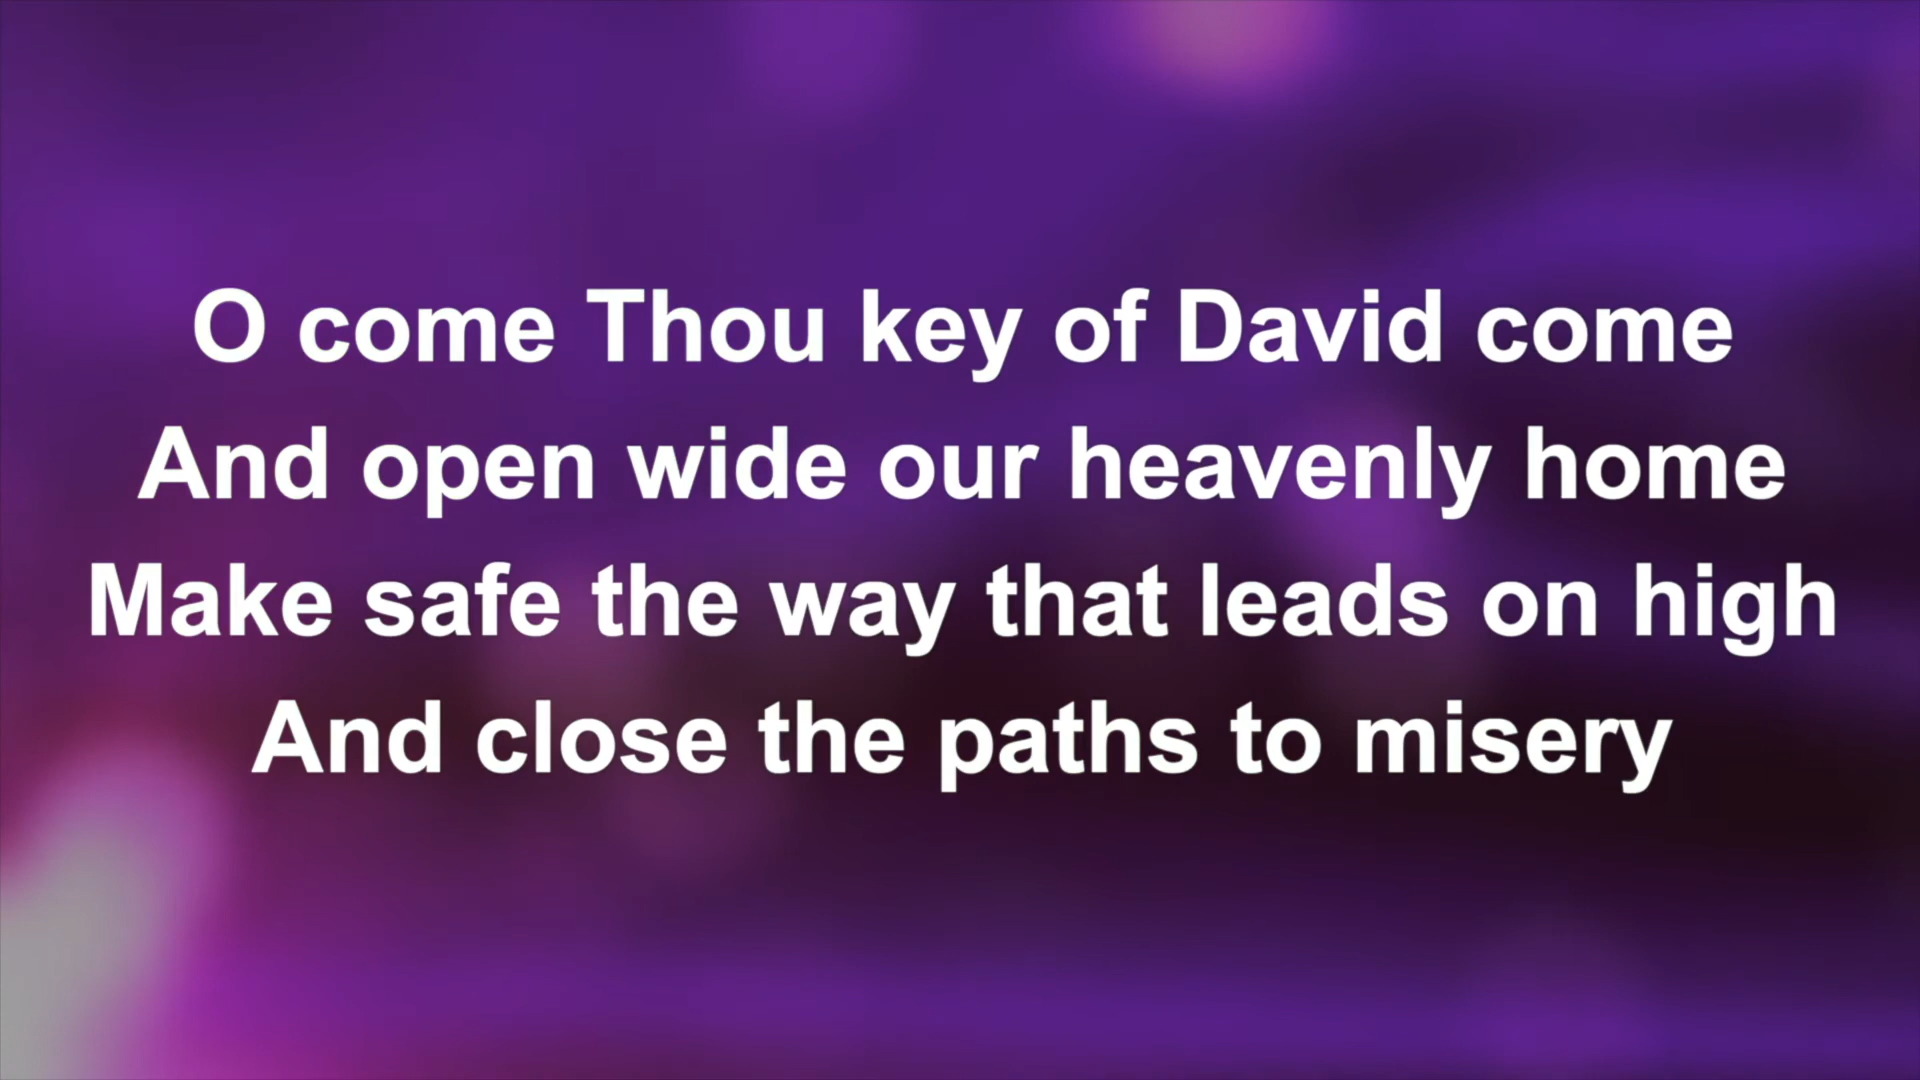 O come Thou key of David come
And open wide our heavenly home
Make safe the way that leads on high
And close the paths to misery